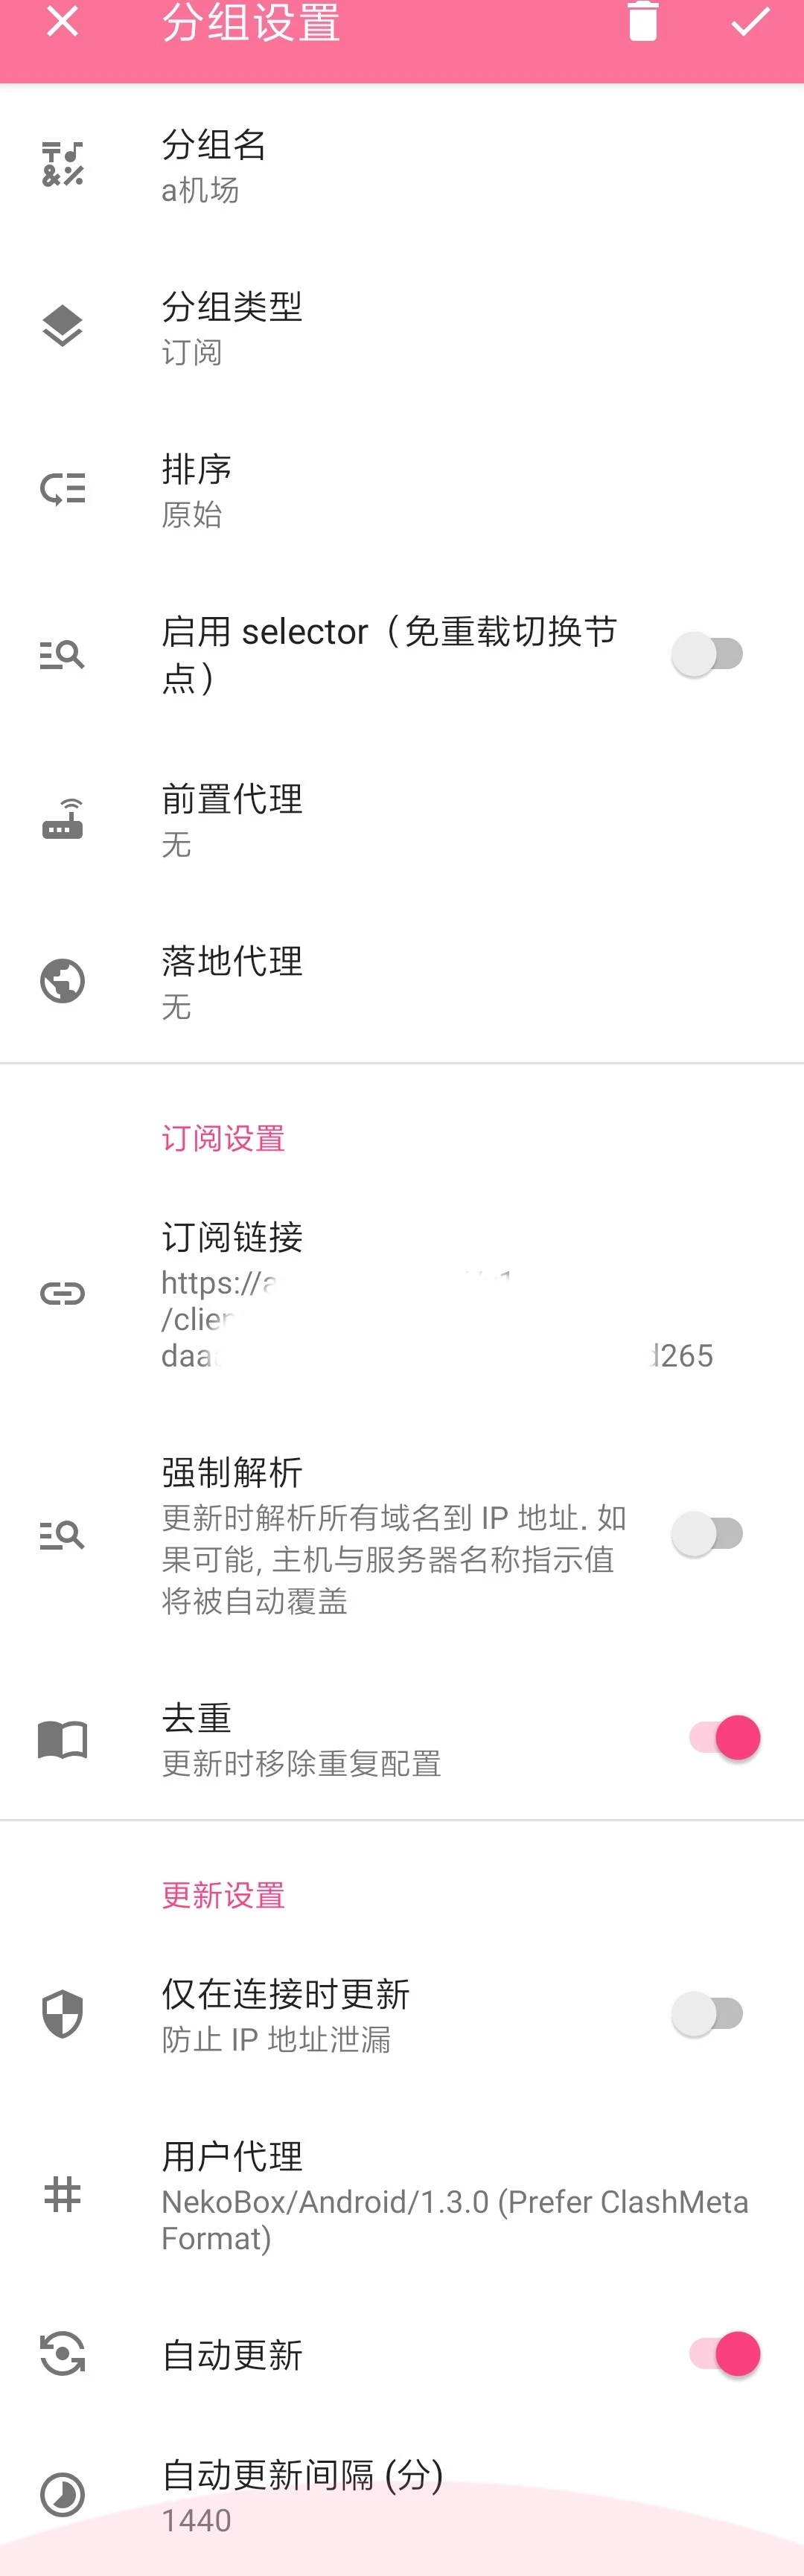 分组设置
分组名
a机场
分组类型
订阅
排序
原始
启用 selector（免重载切换节
点）
前置代理
无
落地代理
无
订阅设置
订阅链接
https://a
/clien
daa
d265
强制解析
更新时解析所有域名到 IP 地址. 如
果可能, 主机与服务器名称指示值
将被自动覆盖
去重
更新时移除重复配置
更新设置
仅在连接时更新
防止 IP 地址泄漏
用户代理
NekoBox/Android/1.3.0 (Prefer ClashMeta
Format)
自动更新
自动更新间隔 (分)
1440